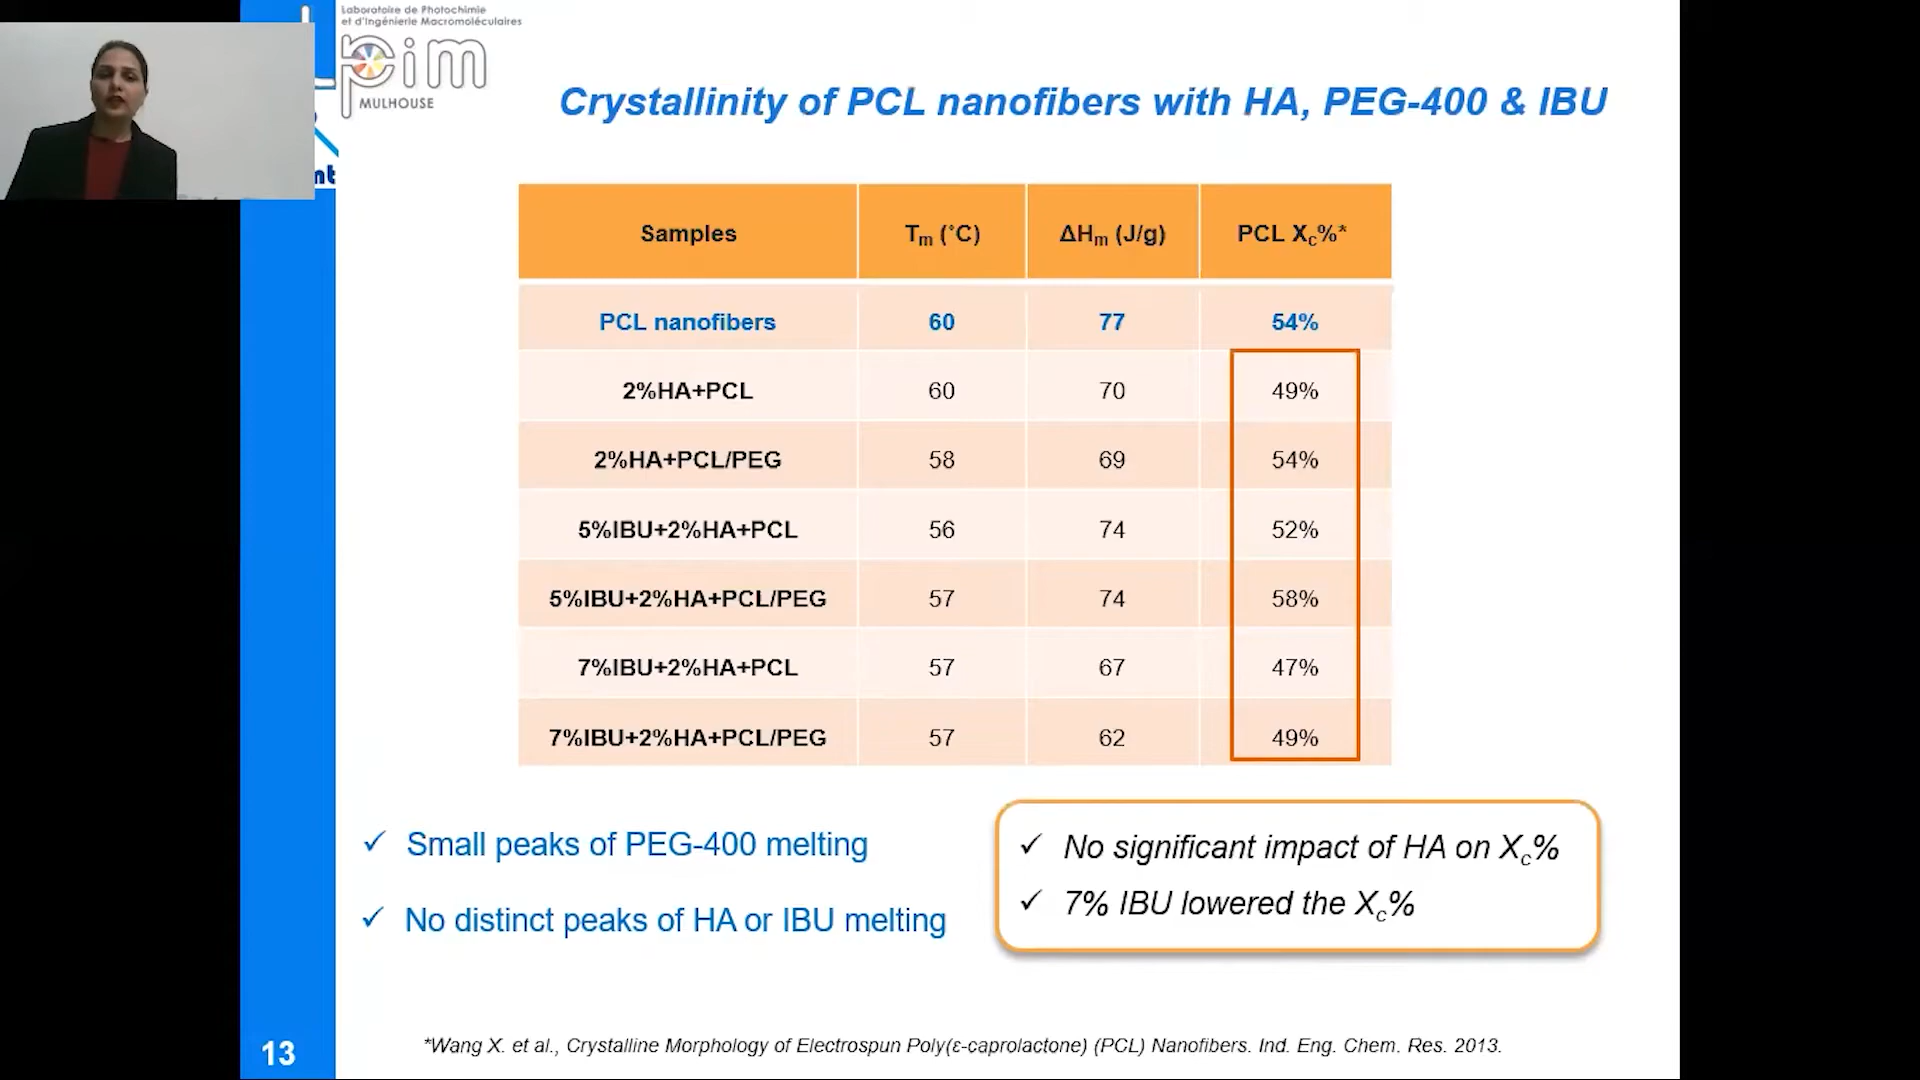 Laboratoire de Photochimie
et d'Ingénierie Macromoléculaires
lpim
MULHOUSE
nt
Crystallinity of PCL nanofibers with HA, PEG-400 & IBU
Samples Tm (°C) ΔHm (J/g) PCL Xc%*
PCL nanofibers 60 77 54%
2%HA+PCL 60 70 49%
2%HA+PCL/PEG 58 69 54%
5%IBU+2%HA+PCL 56 74 52%
5%IBU+2%HA+PCL/PEG 57 74 58%
7%IBU+2%HA+PCL 57 67 47%
7%IBU+2%HA+PCL/PEG 57 62 49%
✓ Small peaks of PEG-400 melting
✓ No distinct peaks of HA or IBU melting
✓ No significant impact of HA on Xc%
✓ 7% IBU lowered the Xc%
13
*Wang X. et al., Crystalline Morphology of Electrospun Poly(ε-caprolactone) (PCL) Nanofibers. Ind. Eng. Chem. Res. 2013.